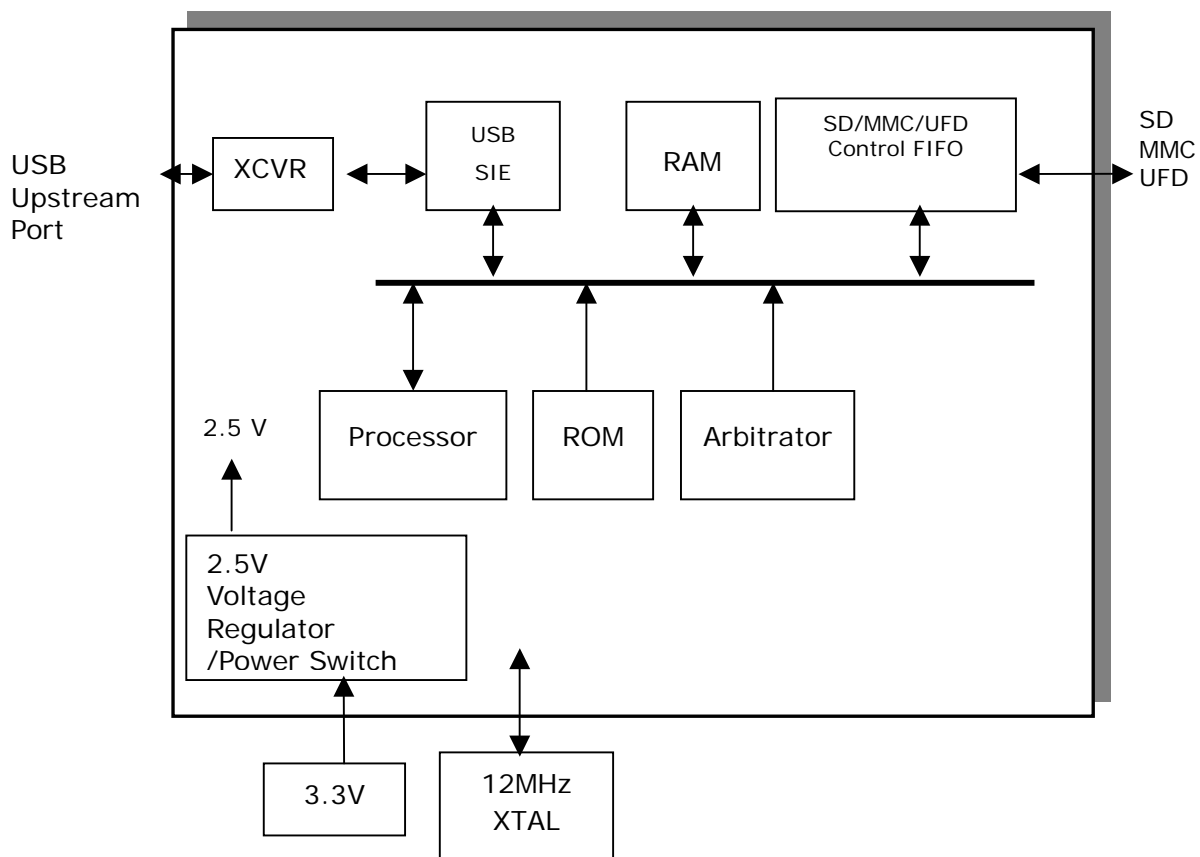 USB
Upstream
Port
XCVR
USB
SIE
RAM
SD/MMC/UFD
Control FIFO
SD
MMC
UFD
Processor
ROM
Arbitrator
2.5 V
2.5V
Voltage
Regulator
/Power Switch
3.3V
12MHz
XTAL